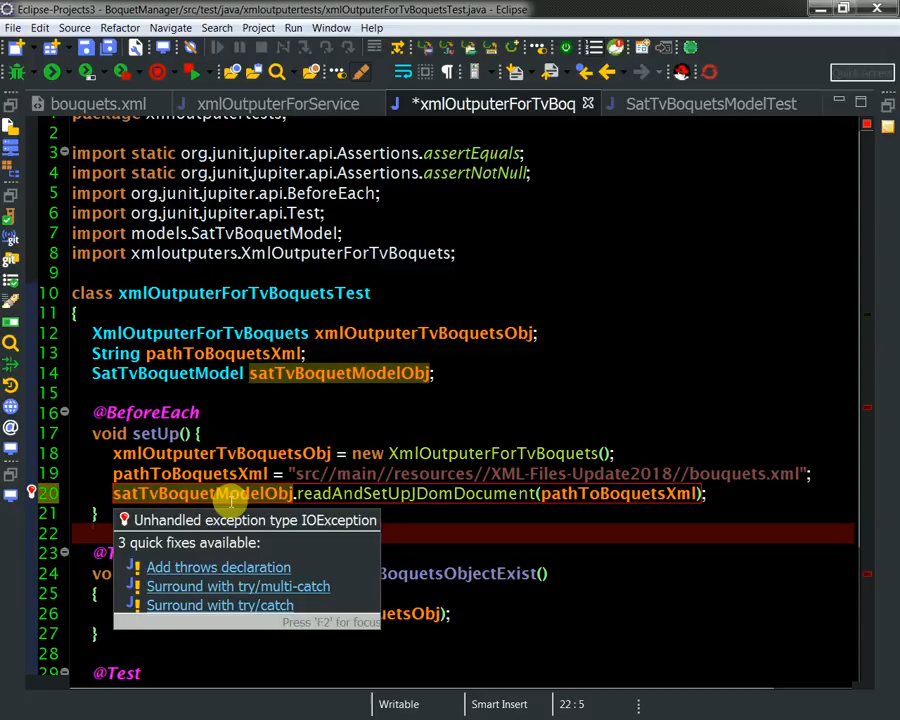 Eclipse-Projects3 - BoquetManager/src/test/java/xmloutputertests/xmlOutputerForTvBoquetsTest.java - Eclipse
File Edit Source Refactor Navigate Search Project Run Window Help
Quick Access
bouquets.xml xmlOutputerForService *xmlOutputerForTvBoq SatTvBoquetsModelTest
package xmloutputertests;
2
3 import static org.junit.jupiter.api.Assertions.assertEquals;
4 import static org.junit.jupiter.api.Assertions.assertNotNull;
5 import org.junit.jupiter.api.BeforeEach;
6 import org.junit.jupiter.api.Test;
7 import models.SatTvBoquetModel;
8 import xmloutputers.XmlOutputerForTvBoquets;
9
10 class xmlOutputerForTvBoquetsTest
11 {
12 XmlOutputerForTvBoquets xmlOutputerTvBoquetsObj;
13 String pathToBoquetsXml;
14 SatTvBoquetModel satTvBoquetModelObj;
15
16 @BeforeEach
17 void setUp() {
18 xmlOutputerTvBoquetsObj = new XmlOutputerForTvBoquets();
19 pathToBoquetsXml = "src//main//resources//XML-Files-Update2018//bouquets.xml";
20 satTvBoquetModelObj.readAndSetUpJDomDocument(pathToBoquetsXml);
21 }
22
Unhandled exception type IOException
3 quick fixes available:
Add throws declaration
Surround with try/multi-catch
Surround with try/catch
Press 'F2' for focus
23 @T
24 vo BoquetsObjectExist()
25 {
26 uetsObj);
27 }
28
29 @Test
Writable Smart Insert 22 : 5